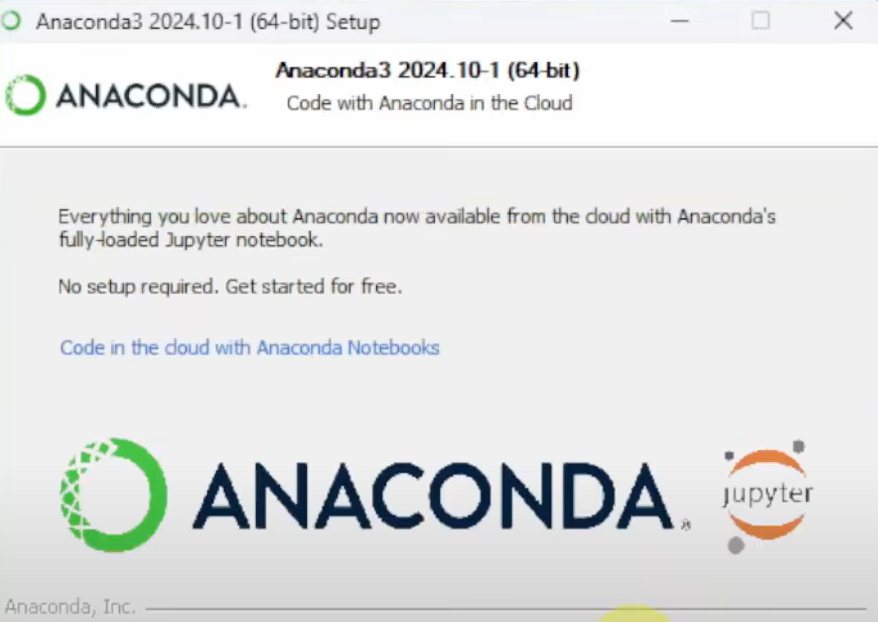 Anaconda3 2024.10-1 (64-bit) Setup
Anaconda3 2024.10-1 (64-bit)
ANACONDA.
Code with Anaconda in the Cloud
Everything you love about Anaconda now available from the cloud with Anaconda's
fully-loaded Jupyter notebook.
No setup required. Get started for free.
Code in the cloud with Anaconda Notebooks
ANACONDA.®
jupyter
Anaconda, Inc.